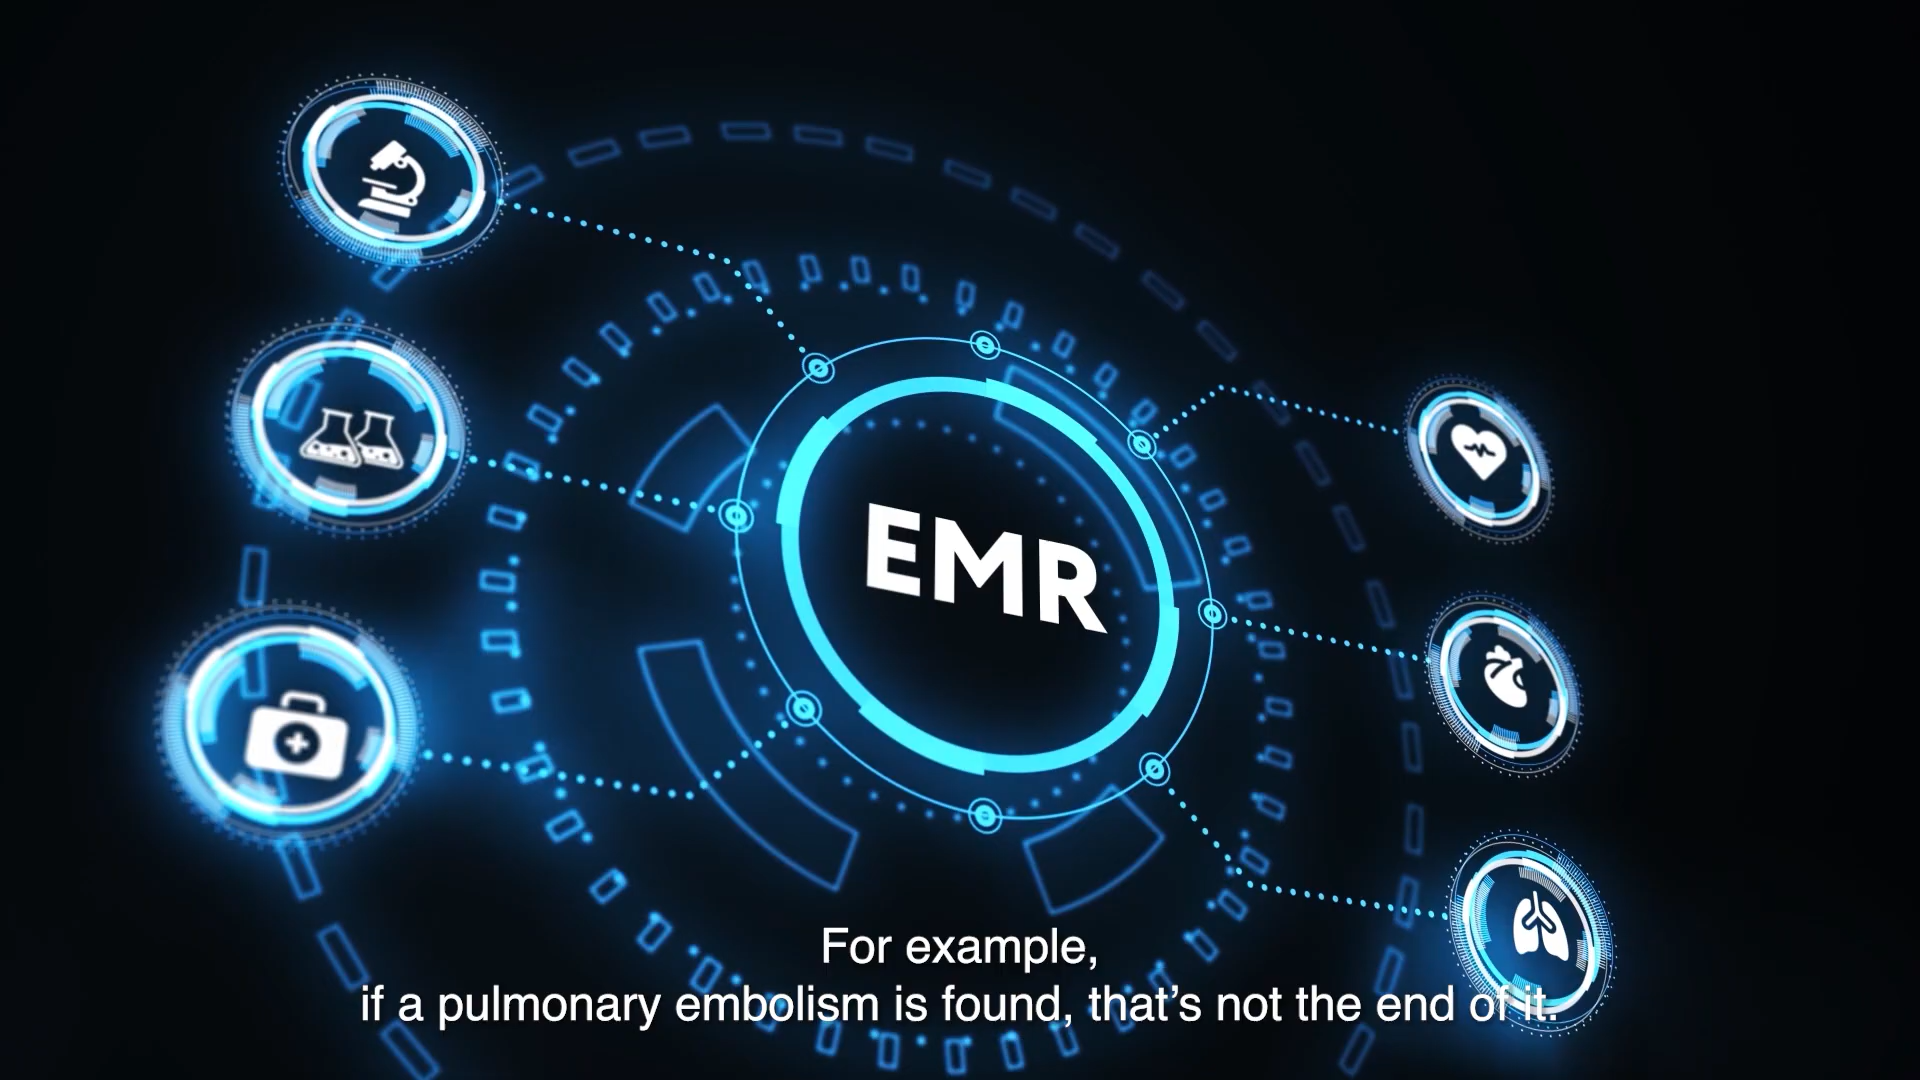 EMR
For example,
if a pulmonary embolism is found, that’s not the end of it.